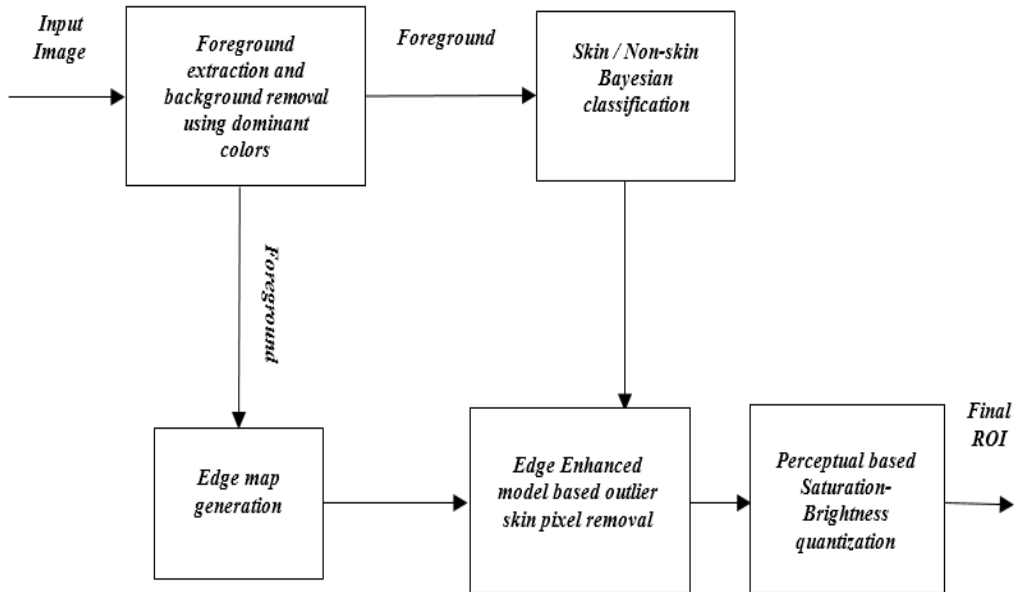 Input
Image
Foreground
extraction and
background removal
using dominant
colors
Foreground
Skin / Non-skin
Bayesian
classification
Foreground
Edge map
generation
Edge Enhanced
model based outlier
skin pixel removal
Perceptual based
Saturation-
Brightness
quantization
Final
ROI